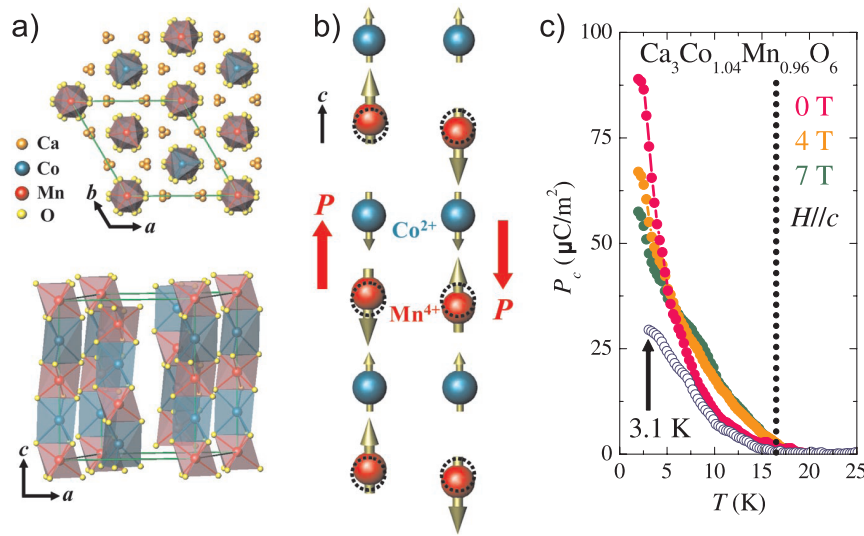 a)
Ca
Co
Mn
O
b
a
c
a
b)
c
P
Co2+
Mn4+
P
c)
Ca3Co1.04Mn0.96O6
0 T
4 T
7 T
H//c
3.1 K
Pc (μC/m2)
100
75
50
25
0
0 5 10 15 20 25
T (K)